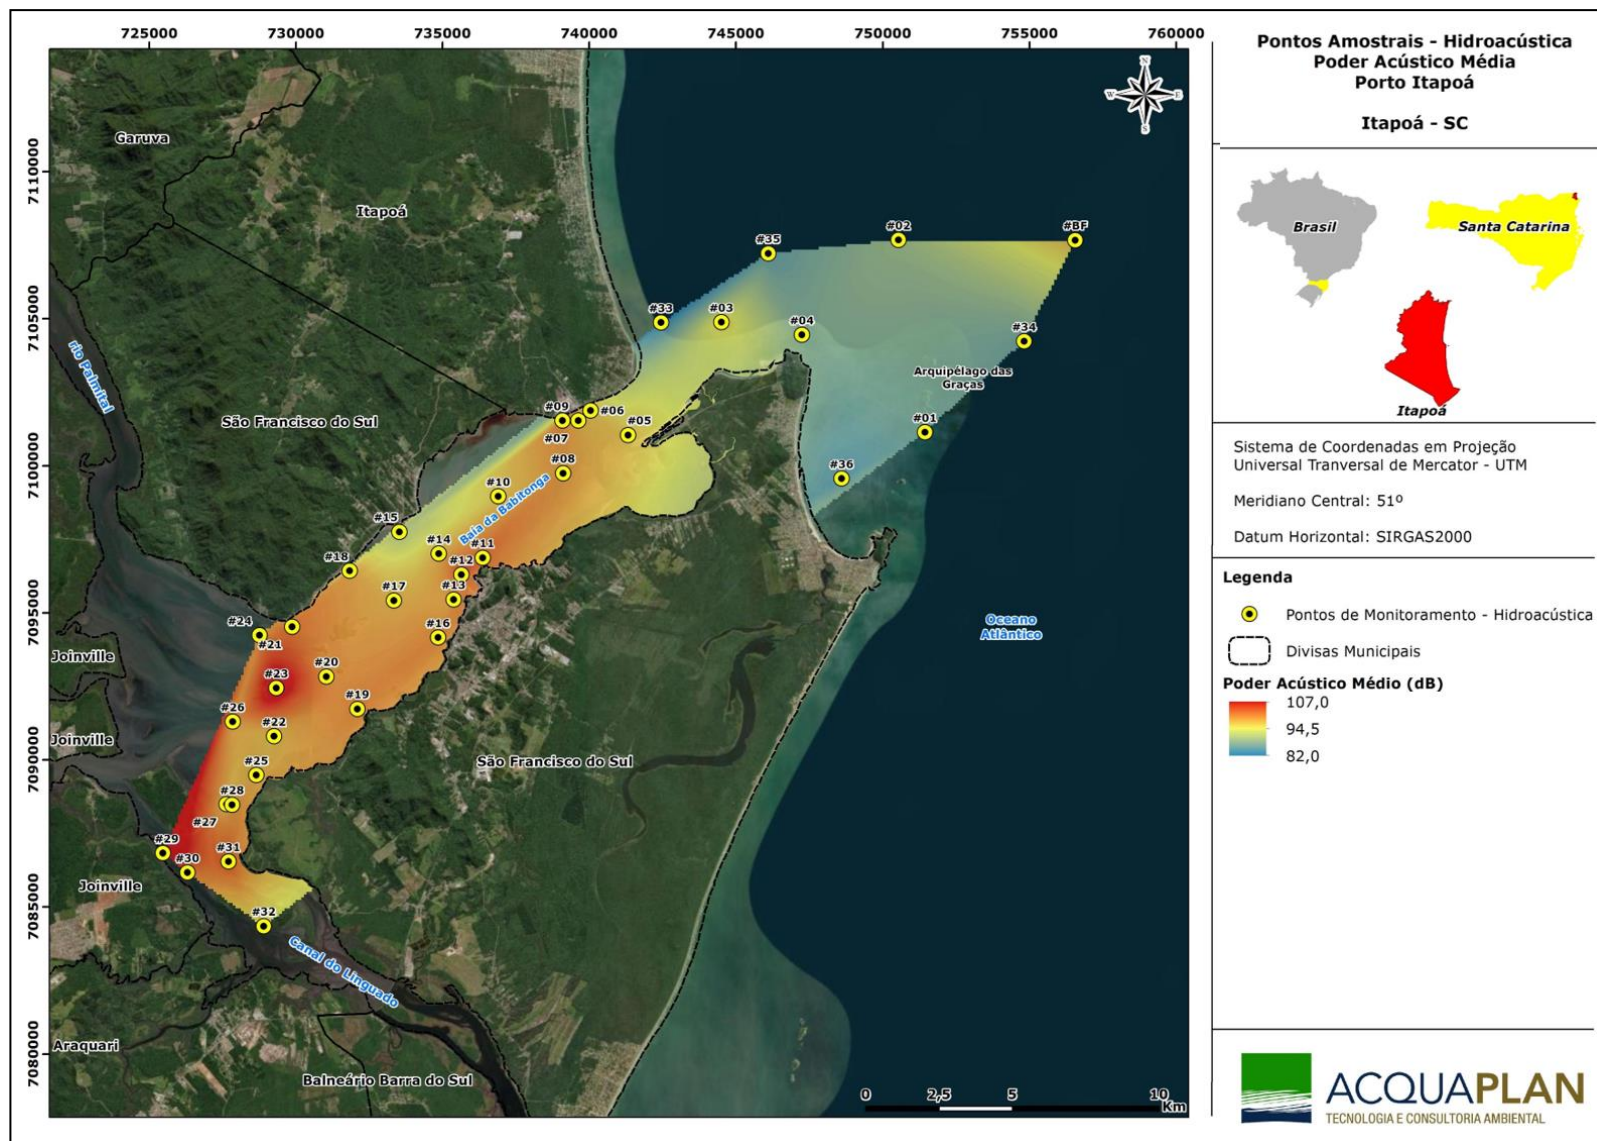 725000 730000 735000 740000 745000 750000 755000 760000
7110000
7105000
7100000
7095000
7090000
7085000
7080000
N
W E
S
Garuva
Itapoá
rio Palmital
São Francisco do Sul
#35
#02
#BF
#33
#03
#04
#34
Arquipélago das
Graças
#01
#36
#09
#06
#07
#05
#08
#10
Baia da Babitonga
#15
#14
#11
#18
#12
#17
#13
#24
#21
#16
Joinville
#23
#20
#26
#19
#22
Joinville
#25
São Francisco do Sul
#28
#27
#29
#31
#30
Joinville
#32
Canal do Linguado
Araquari
Balneário Barra do Sul
Oceano
Atlântico
0 2,5 5 10
Km
Pontos Amostrais - Hidroacústica
Poder Acústico Média
Porto Itapoá
Itapoá - SC
Brasil
Santa Catarina
Itapoá
Sistema de Coordenadas em Projeção
Universal Tranversal de Mercator - UTM
Meridiano Central: 51º
Datum Horizontal: SIRGAS2000
Legenda
Pontos de Monitoramento - Hidroacústica
Divisas Municipais
Poder Acústico Médio (dB)
107,0
94,5
82,0
ACQUAPLAN
TECNOLOGIA E CONSULTORIA AMBIENTAL